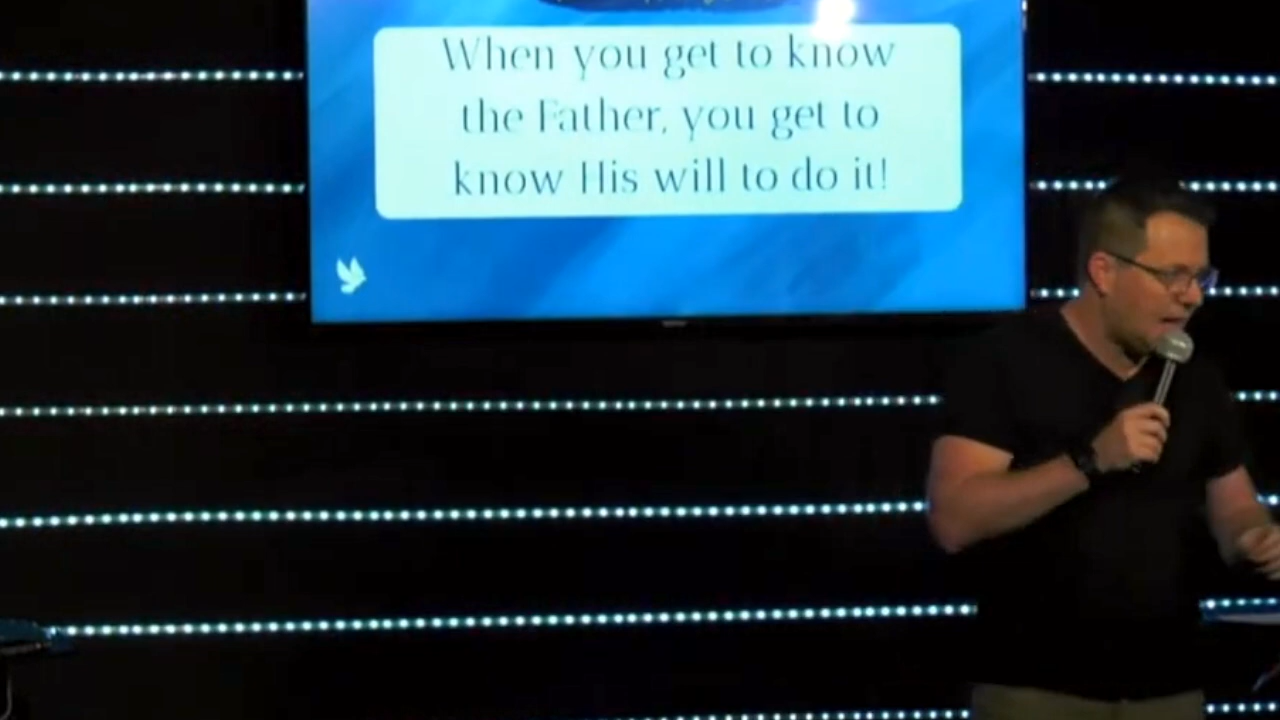 When you get to know
the Father, you get to
know His will to do it!